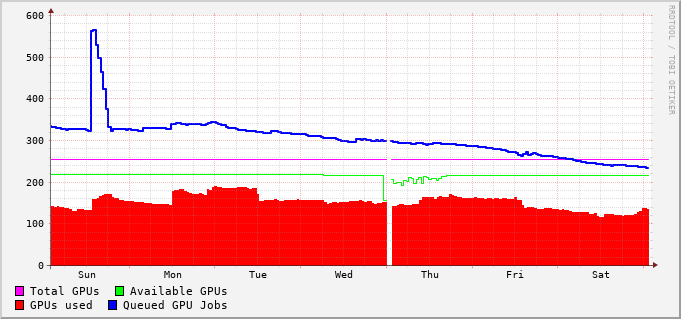 600
500
400
300
200
100
0
Sun Mon Tue Wed Thu Fri Sat
Total GPUs Available GPUs
GPUs used Queued GPU Jobs
RRDTOOL / TOBI OETIKER